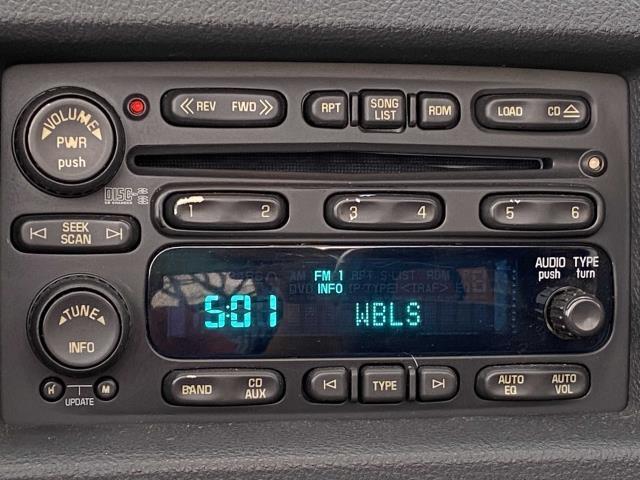 VOLUME
PWR
push
REV FWD
RPT
SONG
LIST
RDM
LOAD CD
DISC
1 2
3 4
5 6
SEEK
SCAN
FM 1
INFO
5:01 WBLS
AUDIO TYPE
push turn
TUNE
INFO
H M
UPDATE
BAND
CD
AUX
TYPE
AUTO
EQ
AUTO
VOL